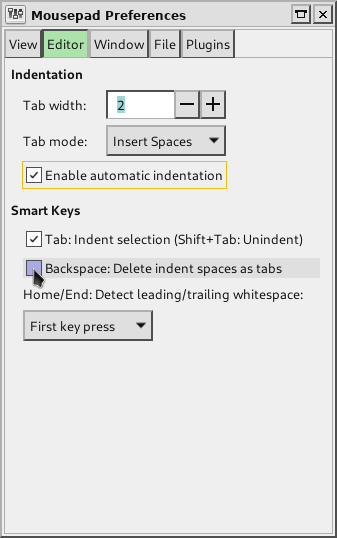 Mousepad Preferences
View Editor Window File Plugins
Indentation
Tab width: 2
Tab mode: Insert Spaces
Enable automatic indentation
Smart Keys
Tab: Indent selection (Shift+Tab: Unindent)
Backspace: Delete indent spaces as tabs
Home/End: Detect leading/trailing whitespace:
First key press